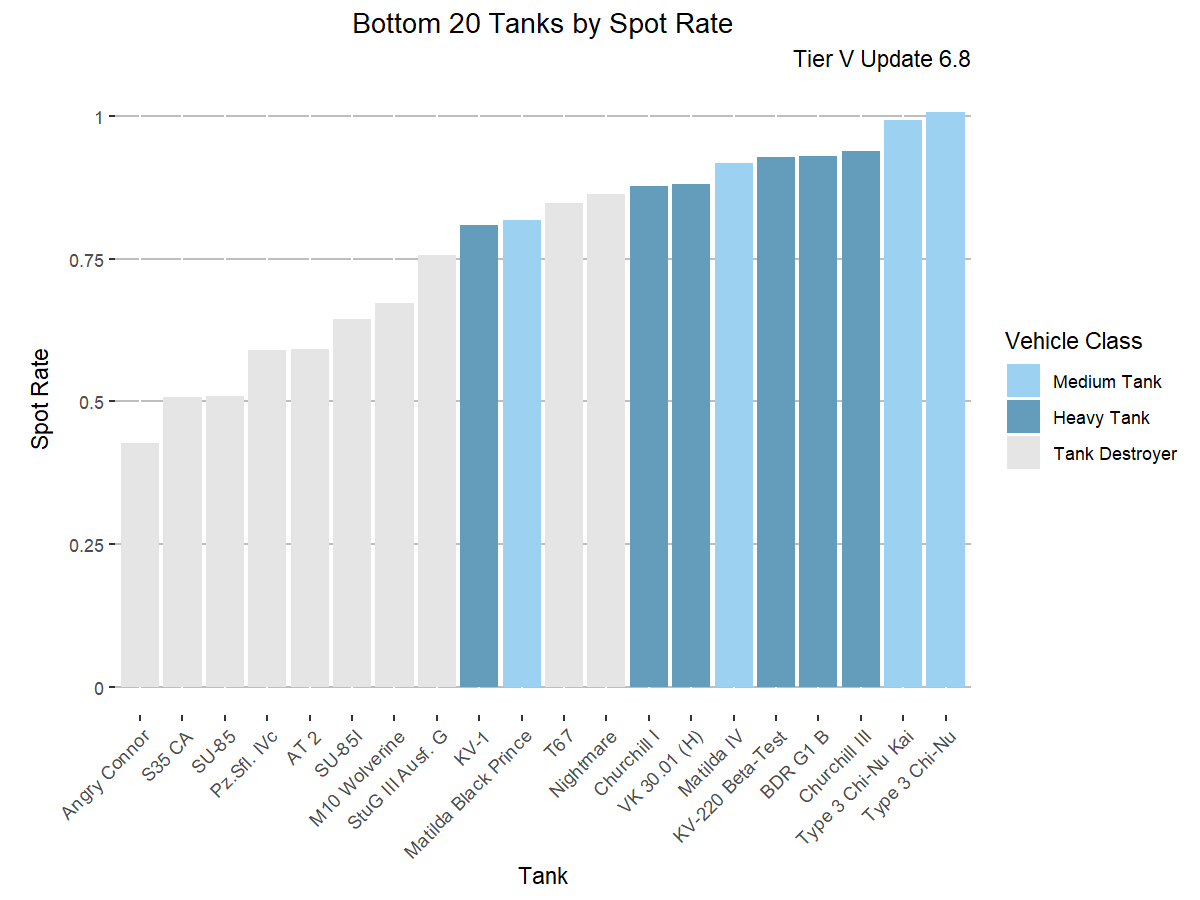 Bottom 20 Tanks by Spot Rate
Tier V Update 6.8
1
0.75
0.5
0.25
0
Spot Rate
Angry Connor
S35 CA
SU-85
Pz.Sfl. IVc
AT 2
SU-85I
M10 Wolverine
StuG III Ausf. G
KV-1
Matilda Black Prince
T67
Nightmare
Churchill I
VK 30.01 (H)
Matilda IV
KV-220 Beta-Test
BDR G1 B
Churchill III
Type 3 Chi-Nu Kai
Type 3 Chi-Nu
Tank
Vehicle Class
Medium Tank
Heavy Tank
Tank Destroyer